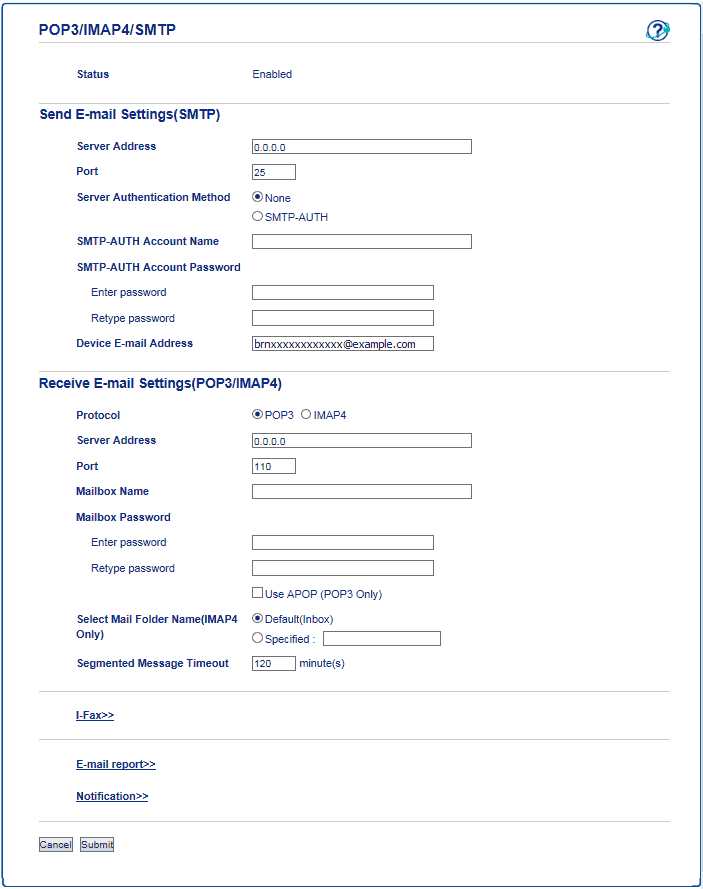 POP3/IMAP4/SMTP
?
Status Enabled
Send E-mail Settings(SMTP)
Server Address 0.0.0.0
Port 25
Server Authentication Method None
SMTP-AUTH
SMTP-AUTH Account Name
SMTP-AUTH Account Password
Enter password
Retype password
Device E-mail Address brnxxxxxxxxxxxx@example.com
Receive E-mail Settings(POP3/IMAP4)
Protocol POP3 IMAP4
Server Address 0.0.0.0
Port 110
Mailbox Name
Mailbox Password
Enter password
Retype password
Use APOP (POP3 Only)
Select Mail Folder Name(IMAP4 Default(Inbox)
Only) Specified :
Segmented Message Timeout 120 minute(s)
I-Fax>>
E-mail report>>
Notification>>
Cancel Submit